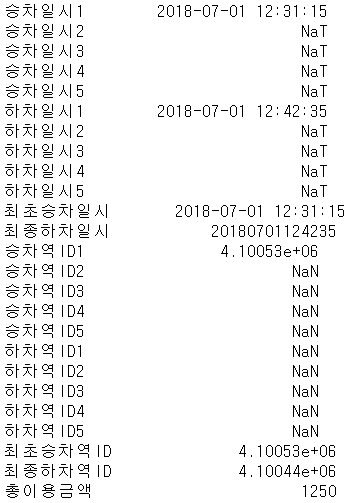 승차일시1 2018-07-01 12:31:15
승차일시2 NaT
승차일시3 NaT
승차일시4 NaT
승차일시5 NaT
하차일시1 2018-07-01 12:42:35
하차일시2 NaT
하차일시3 NaT
하차일시4 NaT
하차일시5 NaT
최초승차일시 2018-07-01 12:31:15
최종하차일시 20180701124235
승차역ID1 4.10053e+06
승차역ID2 NaN
승차역ID3 NaN
승차역ID4 NaN
승차역ID5 NaN
하차역ID1 NaN
하차역ID2 NaN
하차역ID3 NaN
하차역ID4 NaN
하차역ID5 NaN
최초승차역ID 4.10053e+06
최종하차역ID 4.10044e+06
총이용금액 1250